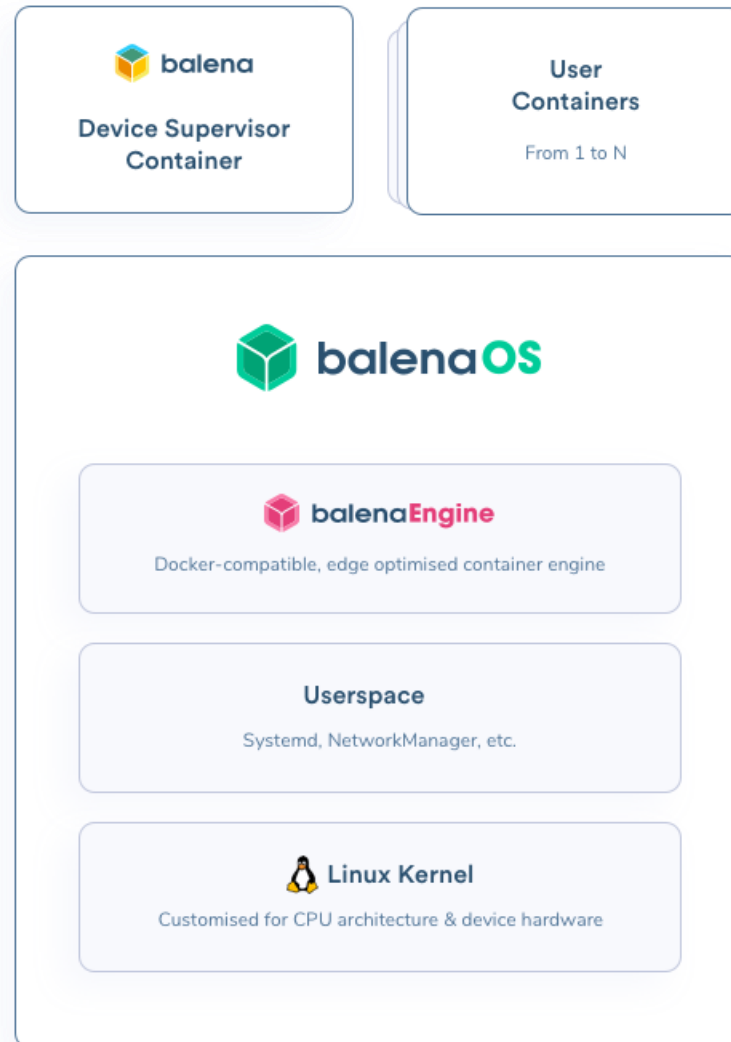 balena
Device Supervisor
Container
User
Containers
From 1 to N
balenaOS
balenaEngine
Docker-compatible, edge optimised container engine
Userspace
Systemd, NetworkManager, etc.
Linux Kernel
Customised for CPU architecture & device hardware